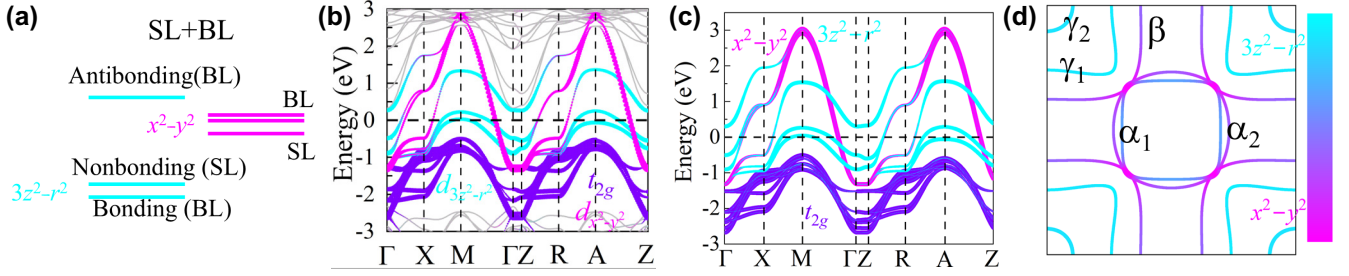 (a)
SL+BL
Antibonding(BL)
BL
x²−y²
SL
Nonbonding (SL)
3z²−r²
Bonding (BL)
(b)
Energy (eV)
3
2
1
0
-1
-2
-3
d3z²−r²
t2g
dx²−y²
Γ X M Γ Z R A Z
(c)
Energy (eV)
3
2
1
0
-1
-2
-3
x²−y²
3z²−r²
t2g
Γ X M Γ Z R A Z
(d)
γ2
β
3z²−r²
γ1
α1
α2
x²−y²